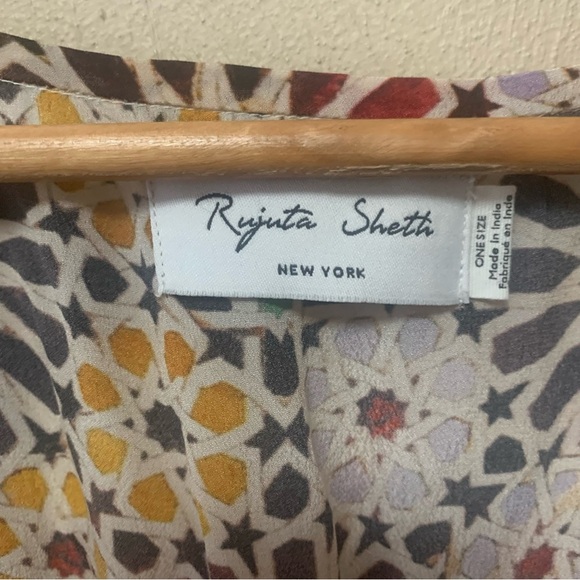 Rujuta Sheth
NEW YORK
ONE SIZE
Made in India
Fabriqué en Inde